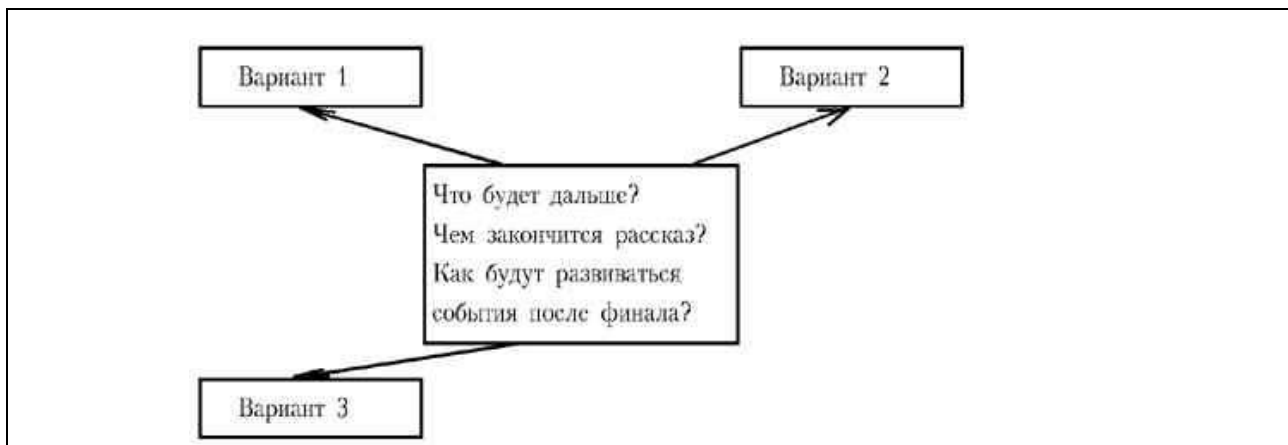 Вариант 1
Вариант 2
Что будет дальше?
Чем закончится рассказ?
Как будут развиваться
события после финала?
Вариант 3